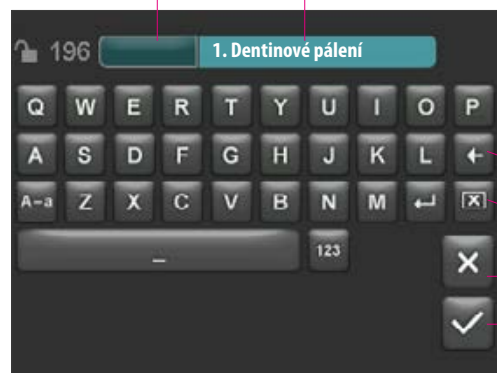 196 1. Dentinové pálení
Q W E R T Y U I O P
A S D F G H J K L
A-a Z X C V B N M
123